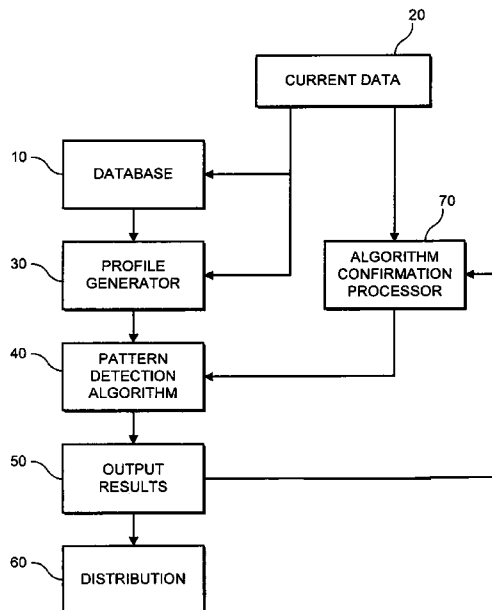 20
CURRENT DATA
10
DATABASE
70
30
PROFILE
GENERATOR
ALGORITHM
CONFIRMATION
PROCESSOR
40
PATTERN
DETECTION
ALGORITHM
50
OUTPUT
RESULTS
60
DISTRIBUTION